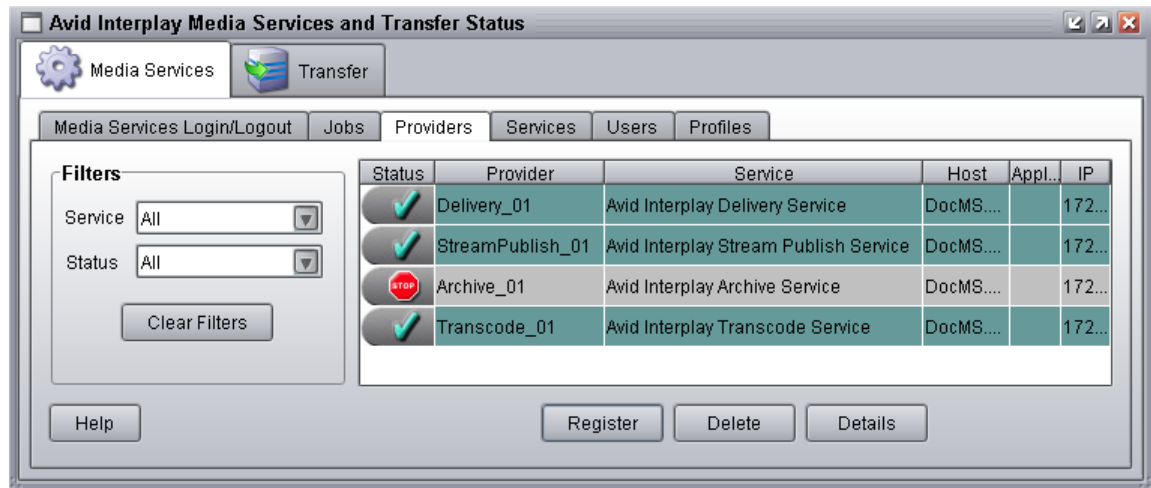 Avid Interplay Media Services and Transfer Status
Media Services Transfer
Media Services Login/Logout Jobs Providers Services Users Profiles
Filters
Service All
Status All
Clear Filters
Status Provider Service Host Appl... IP
Delivery_01 Avid Interplay Delivery Service DocMS.... 172...
StreamPublish_01 Avid Interplay Stream Publish Service DocMS.... 172...
STOP Archive_01 Avid Interplay Archive Service DocMS.... 172...
Transcode_01 Avid Interplay Transcode Service DocMS.... 172...
Help Register Delete Details